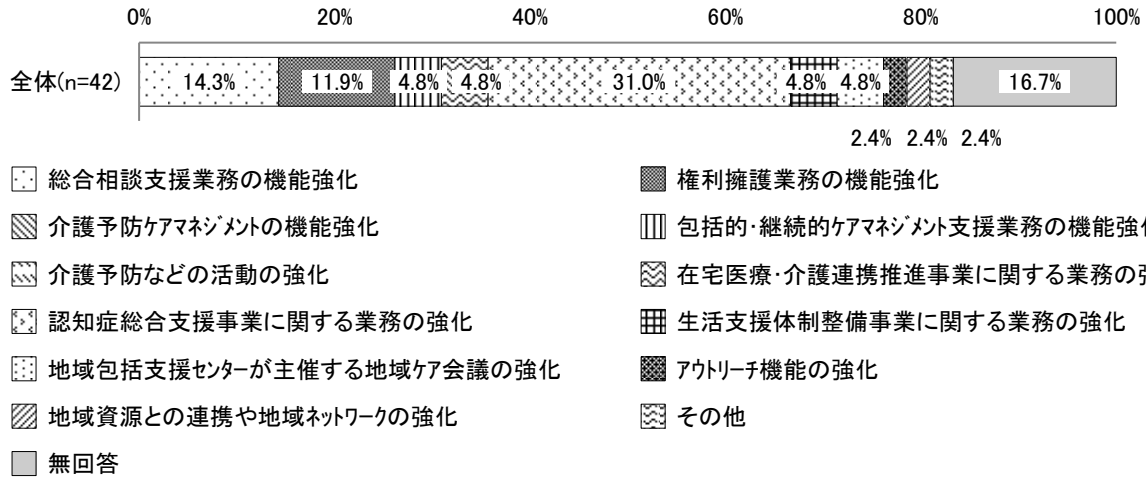 0% 20% 40% 60% 80% 100%
全体(n=42) 14.3% 11.9% 4.8% 4.8% 31.0% 4.8% 4.8% 16.7%
2.4% 2.4% 2.4%
総合相談支援業務の機能強化 権利擁護業務の機能強化
介護予防ケアマネジメントの機能強化 包括的・継続的ケアマネジメント支援業務の機能強
介護予防などの活動の強化 在宅医療・介護連携推進事業に関する業務の
認知症総合支援事業に関する業務の強化 生活支援体制整備事業に関する業務の強化
地域包括支援センターが主催する地域ケア会議の強化 アウトリーチ機能の強化
地域資源との連携や地域ネットワークの強化 その他
無回答